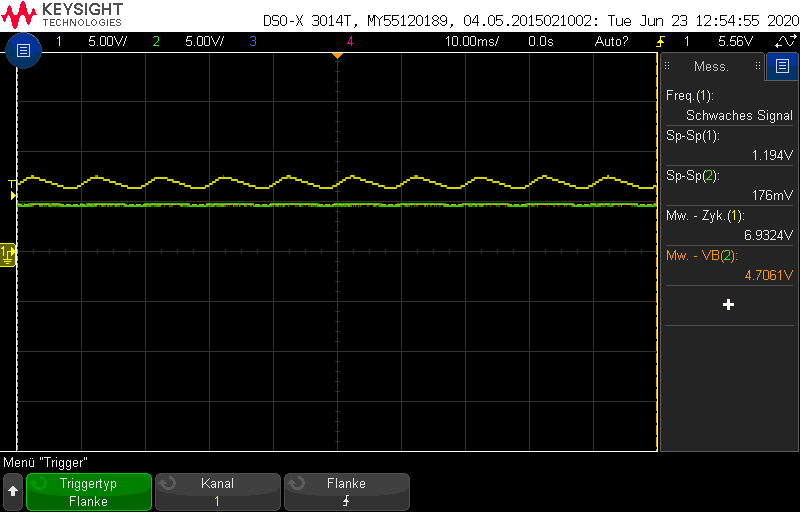 KEYSIGHT
TECHNOLOGIES
DSO-X 3014T, MY55120189, 04.05.2015021002: Tue Jun 23 12:54:55 2020
1 5.00V/ 2 5.00V/ 3 4 10.00ms/ 0.0s Auto? 1 5.56V
Mess.
Freq.(1):
Schwaches Signal
Sp-Sp(1):
1.194V
Sp-Sp(2):
176mV
Mw. - Zyk.(1):
6.9324V
Mw. - VB(2):
4.7061V
T
1
Menü "Trigger"
Triggertyp
Flanke
Kanal
1
Flanke